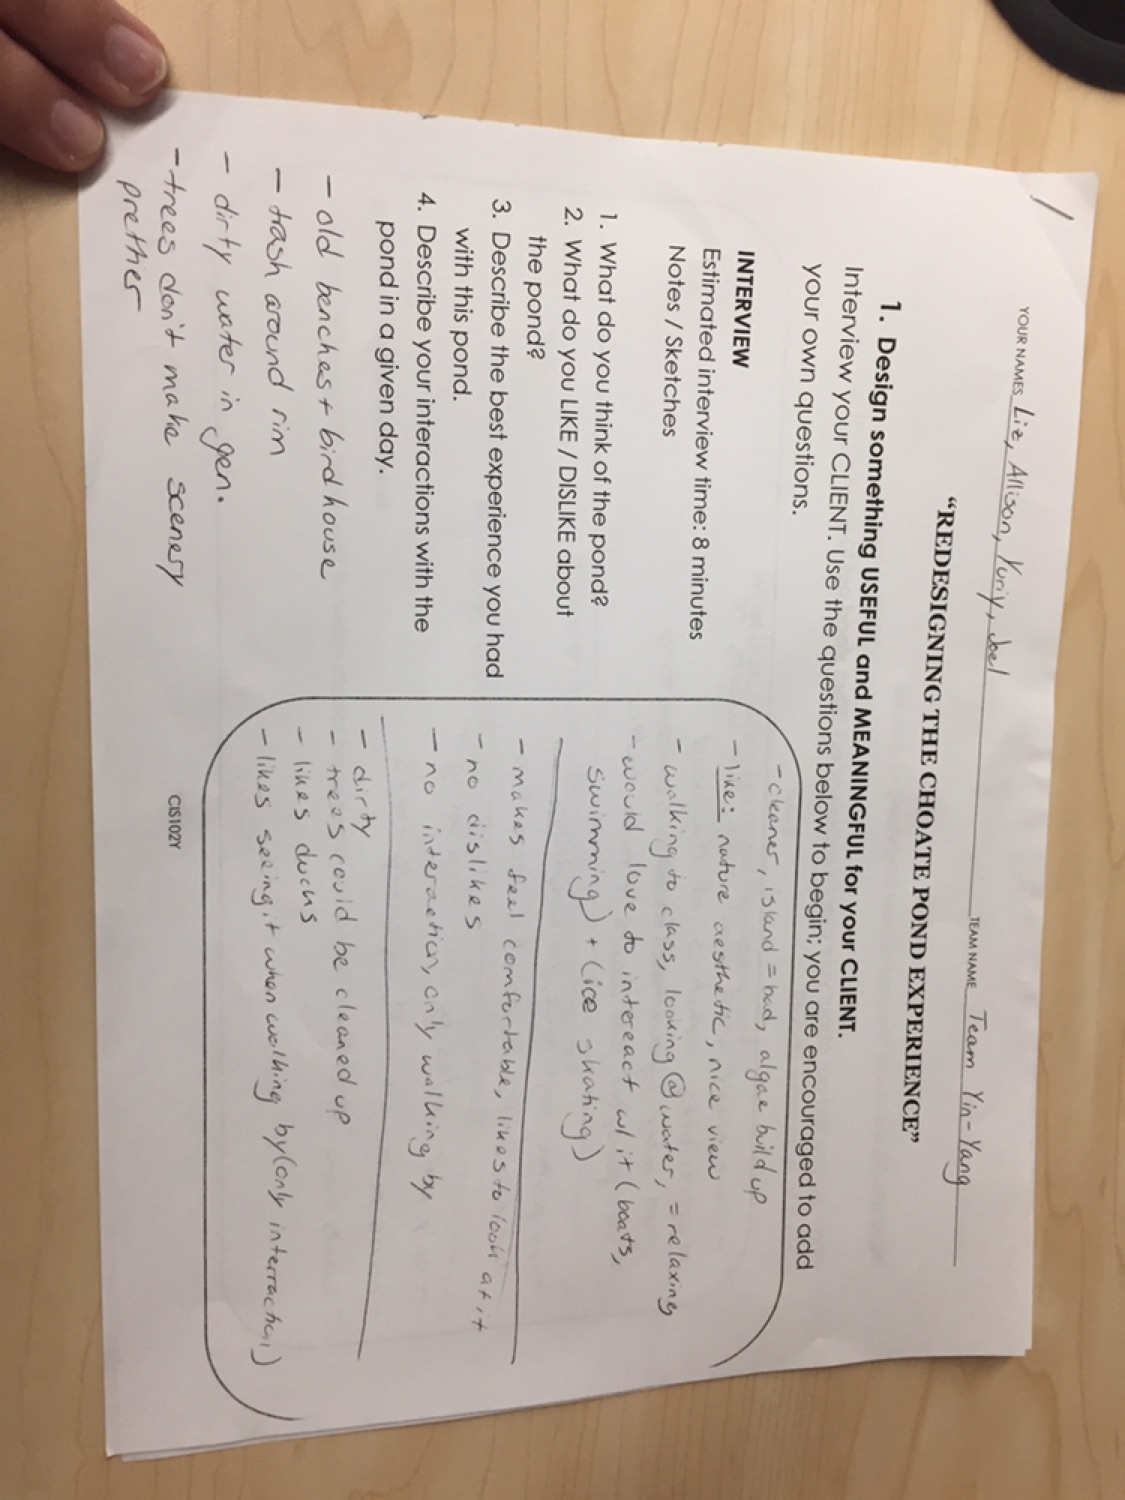 1
YOUR NAMES Liz, Allison, Yuriy, Joel
TEAM NAME Team Yin-Yang
“REDESIGNING THE CHOATE POND EXPERIENCE”
1. Design something USEFUL and MEANINGFUL for your CLIENT.
Interview your CLIENT. Use the questions below to begin; you are encouraged to add
your own questions.
INTERVIEW
Estimated interview time: 8 minutes
Notes / Sketches
1. What do you think of the pond?
2. What do you LIKE / DISLIKE about
the pond?
3. Describe the best experience you had
with this pond.
4. Describe your interactions with the
pond in a given day.
- old benches + bird house
- trash around rim
- dirty water in gen.
- trees don't make scenery
prettier
- cleaner, island = bad, algae build up
- like: nature aesthetic, nice view
- walking to class, looking @ water, = relaxing
- would love to intereact w/ it (boats,
swimming) + (ice skating)
- makes feel comfortable, likes to look at it
- no dislikes
- no interaction, only walking by
- dirty
- trees could be cleaned up
- likes ducks
- likes seeing it when walking by (only interraction)
CIS102Y